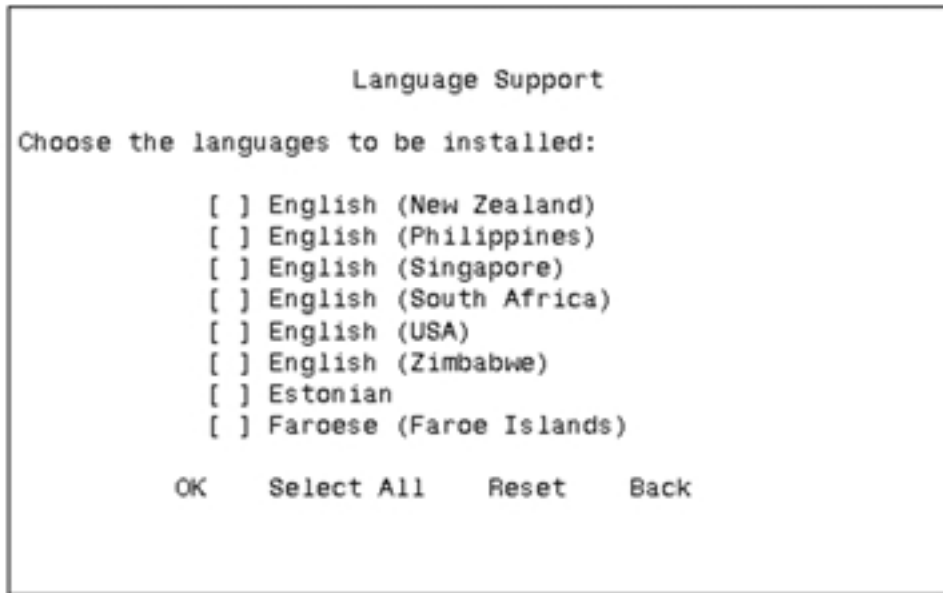 Language Support
Choose the languages to be installed:
[ ] English (New Zealand)
[ ] English (Philippines)
[ ] English (Singapore)
[ ] English (South Africa)
[ ] English (USA)
[ ] English (Zimbabwe)
[ ] Estonian
[ ] Faroese (Faroe Islands)
OK Select All Reset Back